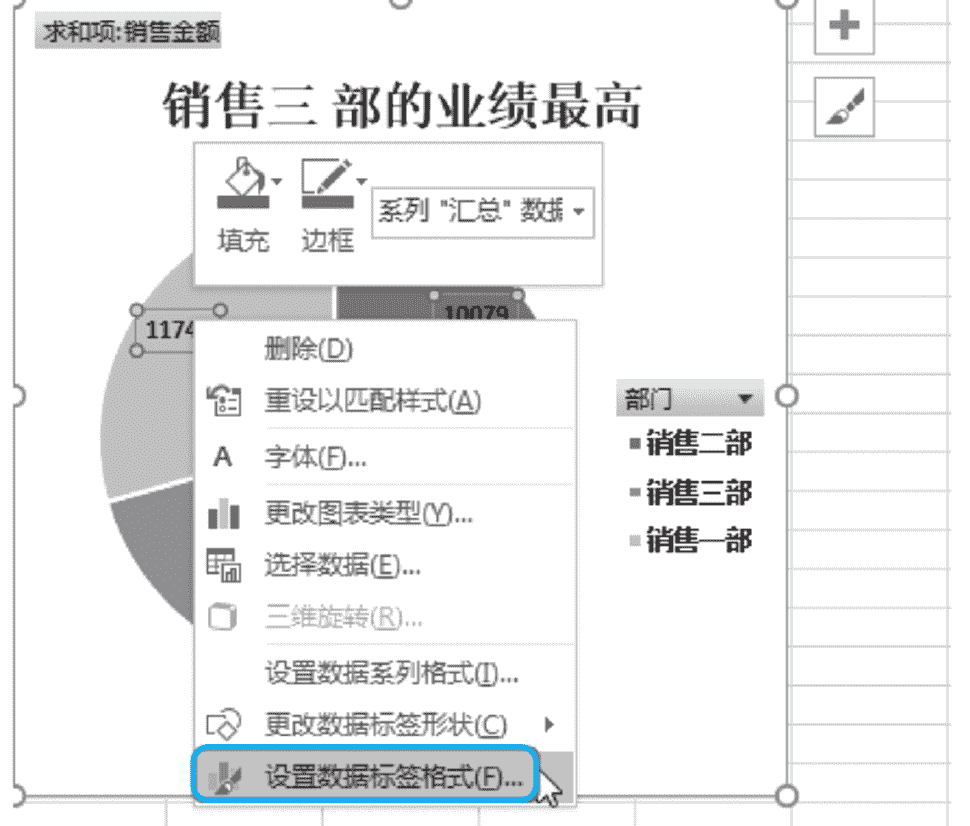 求和项:销售金额
销售三 部的业绩最高
填充
边框
系列 "汇总" 数据
1174
10079
删除(D)
重设以匹配样式(A)
A
字体(F)...
更改图表类型(Y)...
选择数据(E)...
三维旋转(R)...
设置数据系列格式(I)...
更改数据标签形状(C)
设置数据标签格式(F)...
部门
销售二部
销售三部
销售一部